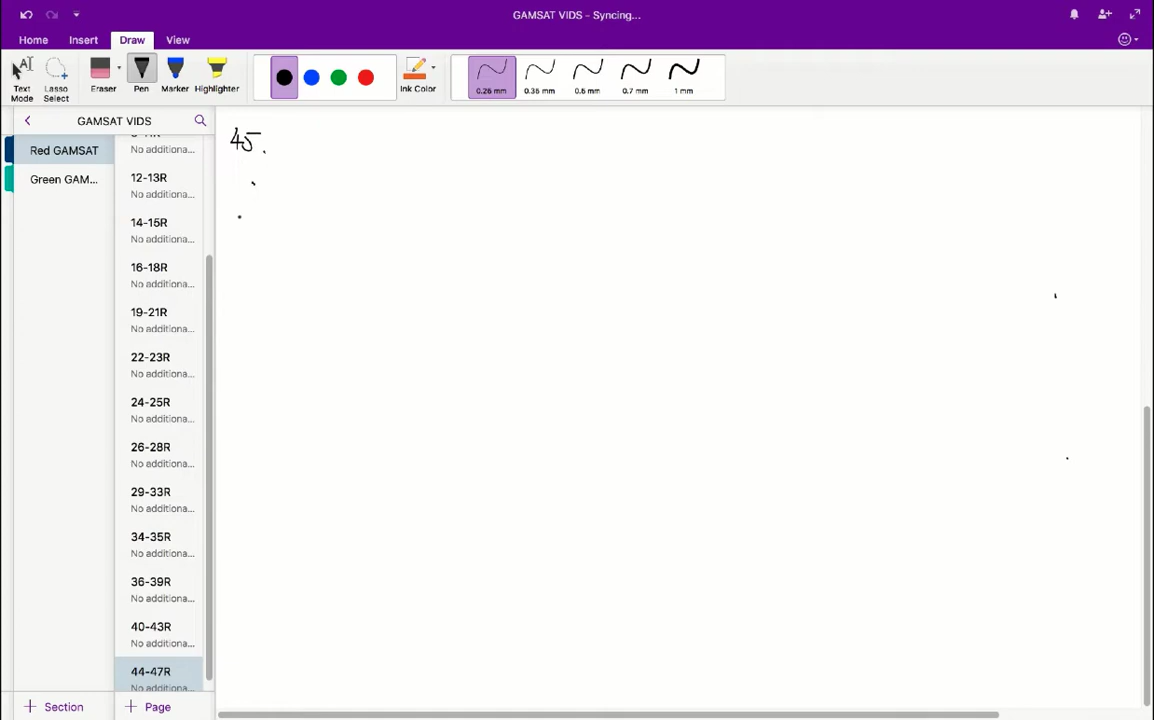 GAMSAT VIDS - Syncing...
Home Insert Draw View
Text Mode
Lasso Select
Eraser
Pen
Marker
Highlighter
Ink Color
0.25 mm
0.35 mm
0.5 mm
0.7 mm
1 mm
GAMSAT VIDS
Red GAMSAT
Green GAM...
No additiona...
12-13R
No additiona...
14-15R
No additiona...
16-18R
No additiona...
19-21R
No additiona...
22-23R
No additiona...
24-25R
No additiona...
26-28R
No additiona...
29-33R
No additiona...
34-35R
No additiona...
36-39R
No additiona...
40-43R
No additiona...
44-47R
No additiona...
+ Section
+ Page
45.